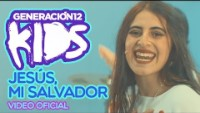 GENERACIÓN12
KIDS
JESÚS,
MI SALVADOR
VIDEO OFICIAL